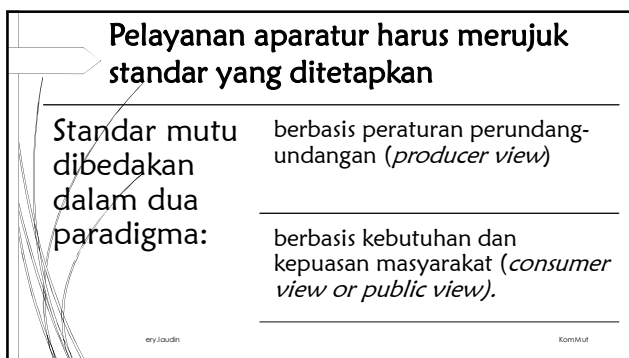 Pelayanan aparatur harus merujuk
standar yang ditetapkan
Standar mutu
dibedakan
dalam dua
paradigma:
berbasis peraturan perundang-
undangan (producer view)
berbasis kebutuhan dan
kepuasan masyarakat (consumer
view or public view).
ery.laudin
KomMut